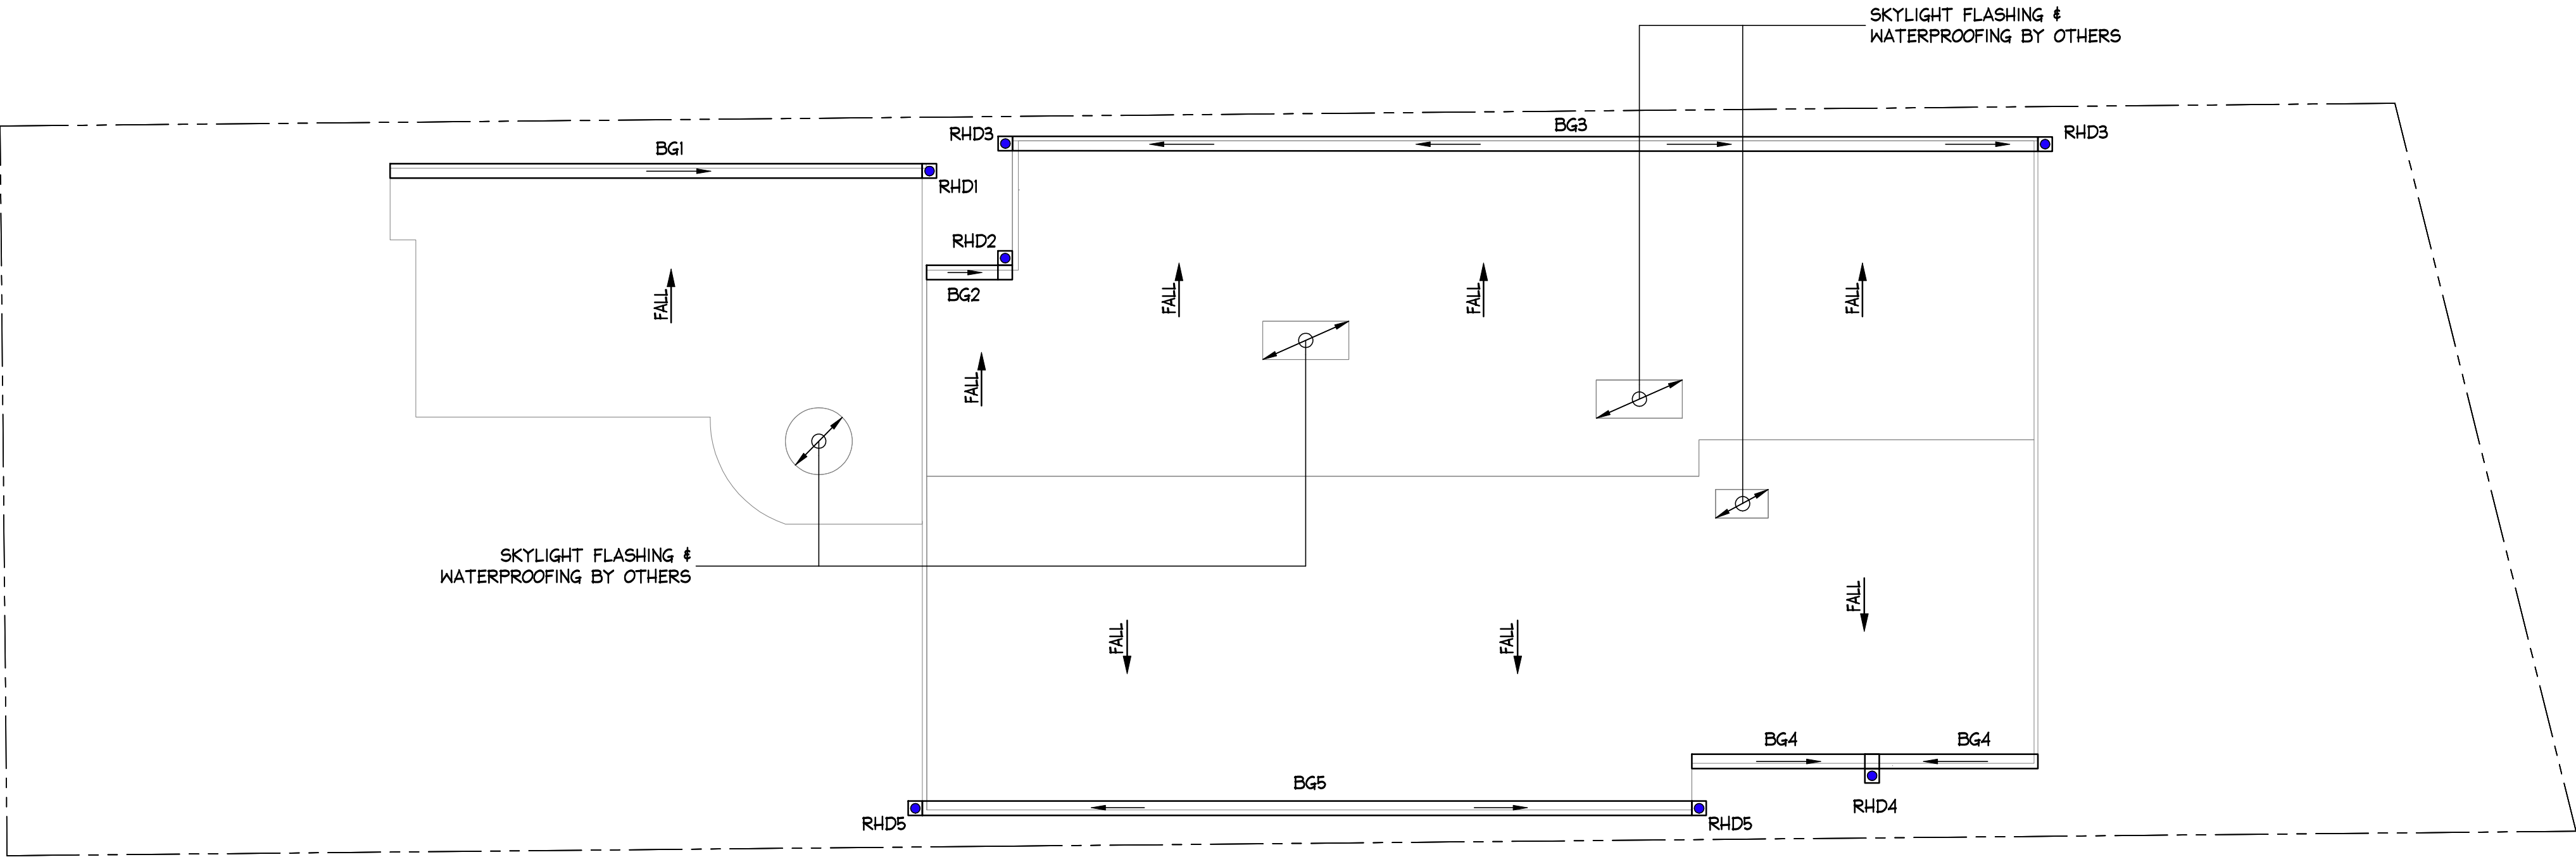 SKYLIGHT FLASHING &
WATERPROOFING BY OTHERS
RHD3
BG3
RHD3
BG1
RHD1
RHD2
BG2
FALL
FALL
FALL
FALL
FALL
SKYLIGHT FLASHING &
WATERPROOFING BY OTHERS
FALL
FALL
FALL
BG4
BG4
BG5
RHD4
RHD5
RHD5